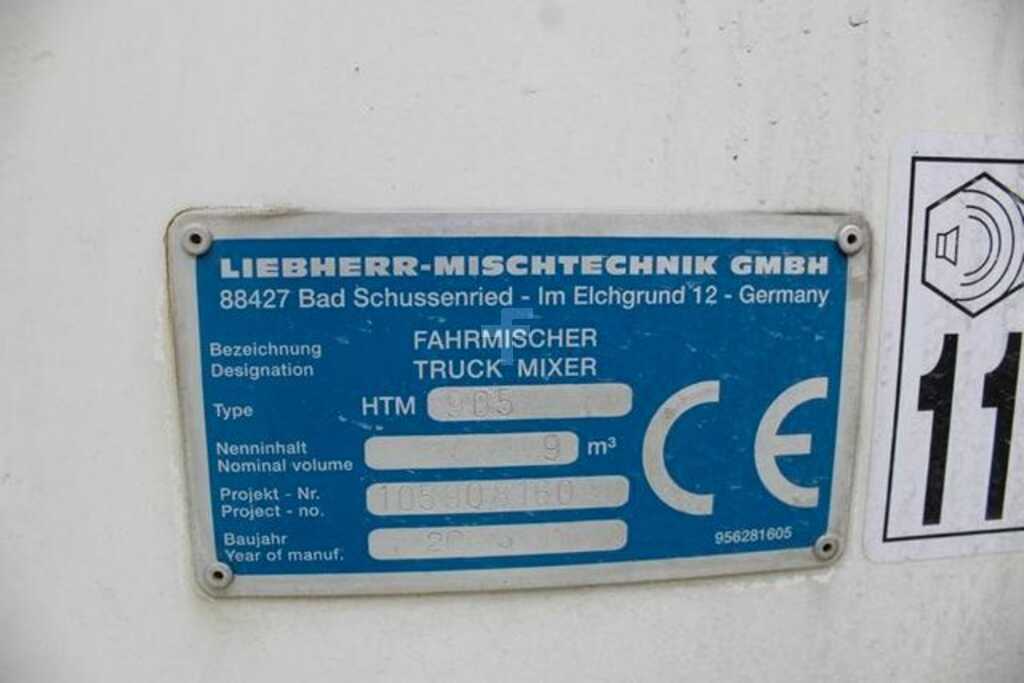 LIEBHERR-MISCHTECHNIK GMBH
88427 Bad Schussenried - Im Elchgrund 12 - Germany
Bezeichnung FAHRMISCHER
Designation TRUCK MIXER
Type HTM 905
Nenninhalt
Nominal volume 9 m³
Projekt - Nr.
Project - no.
Baujahr
Year of manuf.
956281605
11